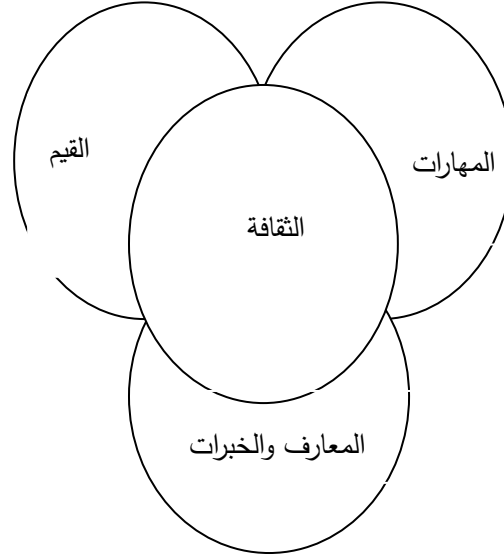 القيم
المهارات
الثقافة
المعارف والخبرات